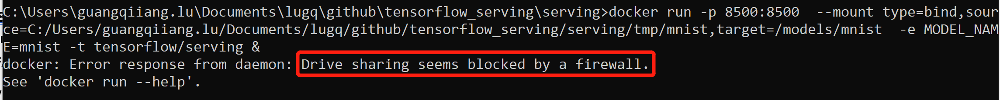 C:\Users\guangqiiang.lu\Documents\lugq\github\tensorflow_serving\serving>docker run -p 8500:8500  --mount type=bind,sour
ce=C:/Users/guangqiiang.lu/Documents/lugq/github/tensorflow_serving/serving/tmp/mnist,target=/models/mnist  -e MODEL_NAM
E=mnist -t tensorflow/serving &
docker: Error response from daemon: Drive sharing seems blocked by a firewall.
See 'docker run --help'.